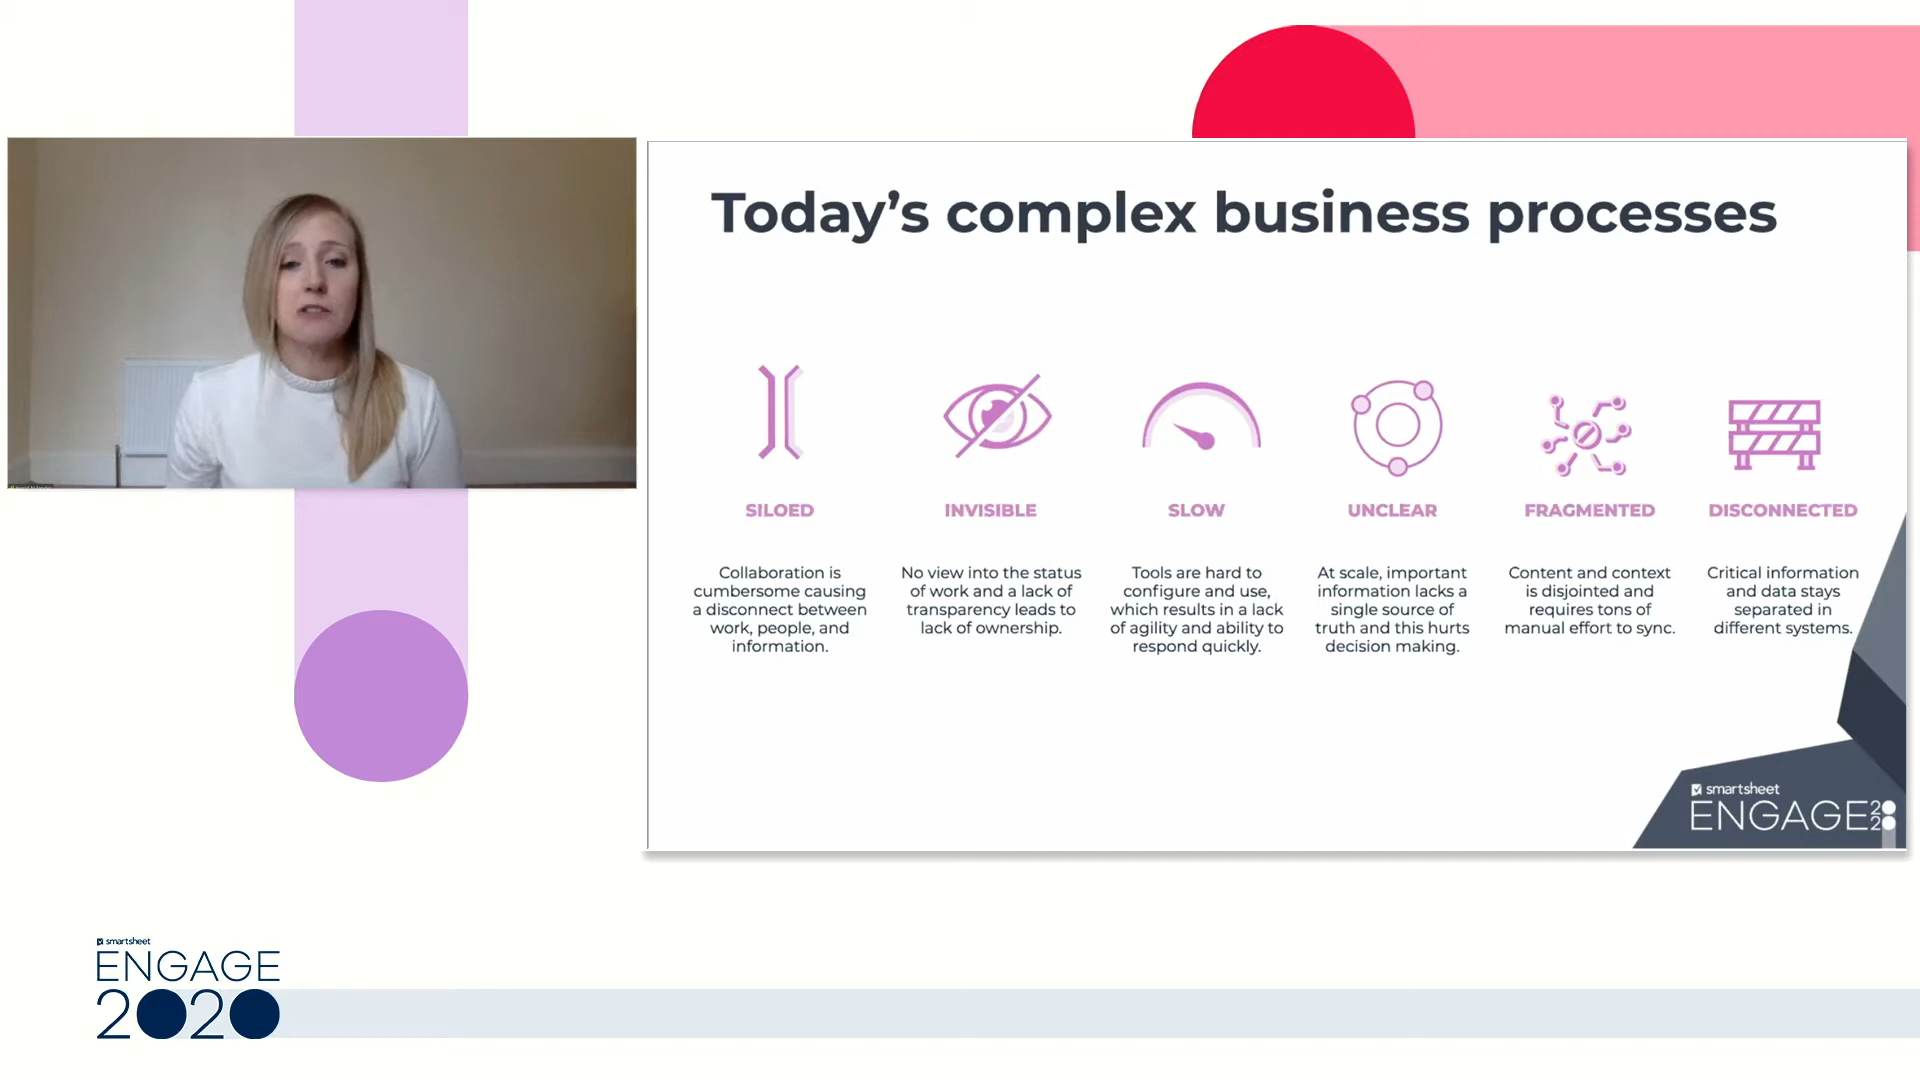 Today's complex business processes
SILOED
Collaboration is
cumbersome causing
a disconnect between
work, people, and
information.
INVISIBLE
No view into the status
of work and a lack of
transparency leads to
lack of ownership.
SLOW
Tools are hard to
configure and use,
which results in a lack
of agility and ability to
respond quickly.
UNCLEAR
At scale, important
information lacks a
single source of
truth and this hurts
decision making.
FRAGMENTED
Content and context
is disjointed and
requires tons of
manual effort to sync.
DISCONNECTED
Critical information
and data stays
separated in
different systems.
smartsheet
ENGAGE 2020
smartsheet
ENGAGE
2020